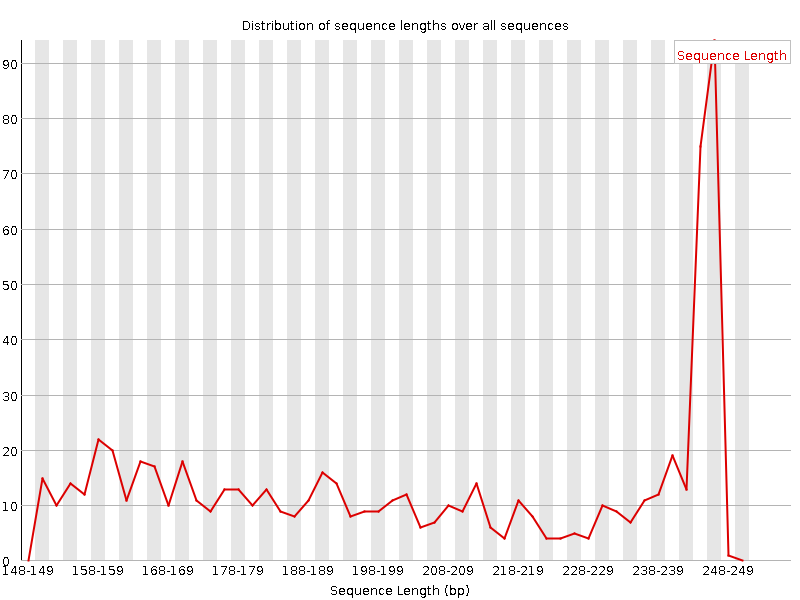 Distribution of sequence lengths over all sequences
Sequence Length
90
80
70
60
50
40
30
20
10
0
148-149 158-159 168-169 178-179 188-189 198-199 208-209 218-219 228-229 238-239 248-249
Sequence Length (bp)